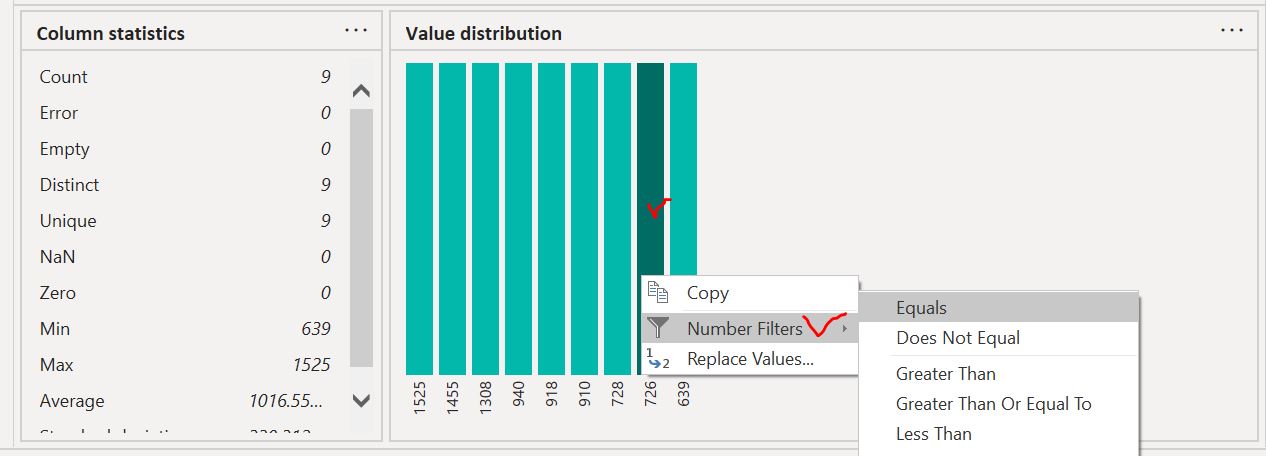 Column statistics ...
Count 9
Error 0
Empty 0
Distinct 9
Unique 9
NaN 0
Zero 0
Min 639
Max 1525
Average 1016.55...
Value distribution ...
1525
1455
1308
940
918
910
728
726
639
Copy
Number Filters
1 2 Replace Values...
Equals
Does Not Equal
Greater Than
Greater Than Or Equal To
Less Than